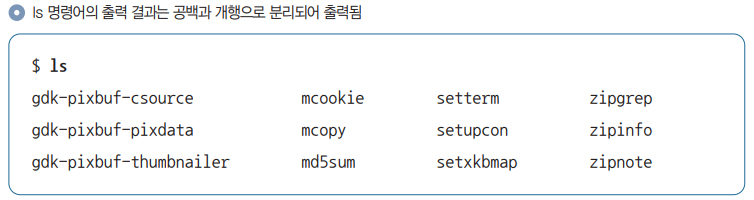 ls 명령어의 출력 결과는 공백과 개행으로 분리되어 출력됨
$ ls
gdk-pixbuf-csource mcookie setterm zipgrep
gdk-pixbuf-pixdata mcopy setupcon zipinfo
gdk-pixbuf-thumbnailer md5sum setxkbmap zipnote